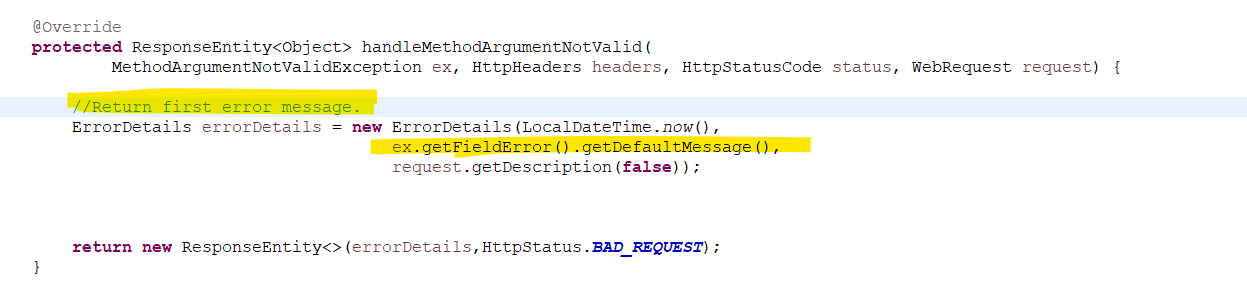 @Override
protected ResponseEntity<Object> handleMethodArgumentNotValid(
MethodArgumentNotValidException ex, HttpHeaders headers, HttpStatusCode status, WebRequest request) {
//Return first error message.
ErrorDetails errorDetails = new ErrorDetails(LocalDateTime.now(),
ex.getFieldError().getDefaultMessage(),
request.getDescription(false));
return new ResponseEntity<>(errorDetails,HttpStatus.BAD_REQUEST);
}